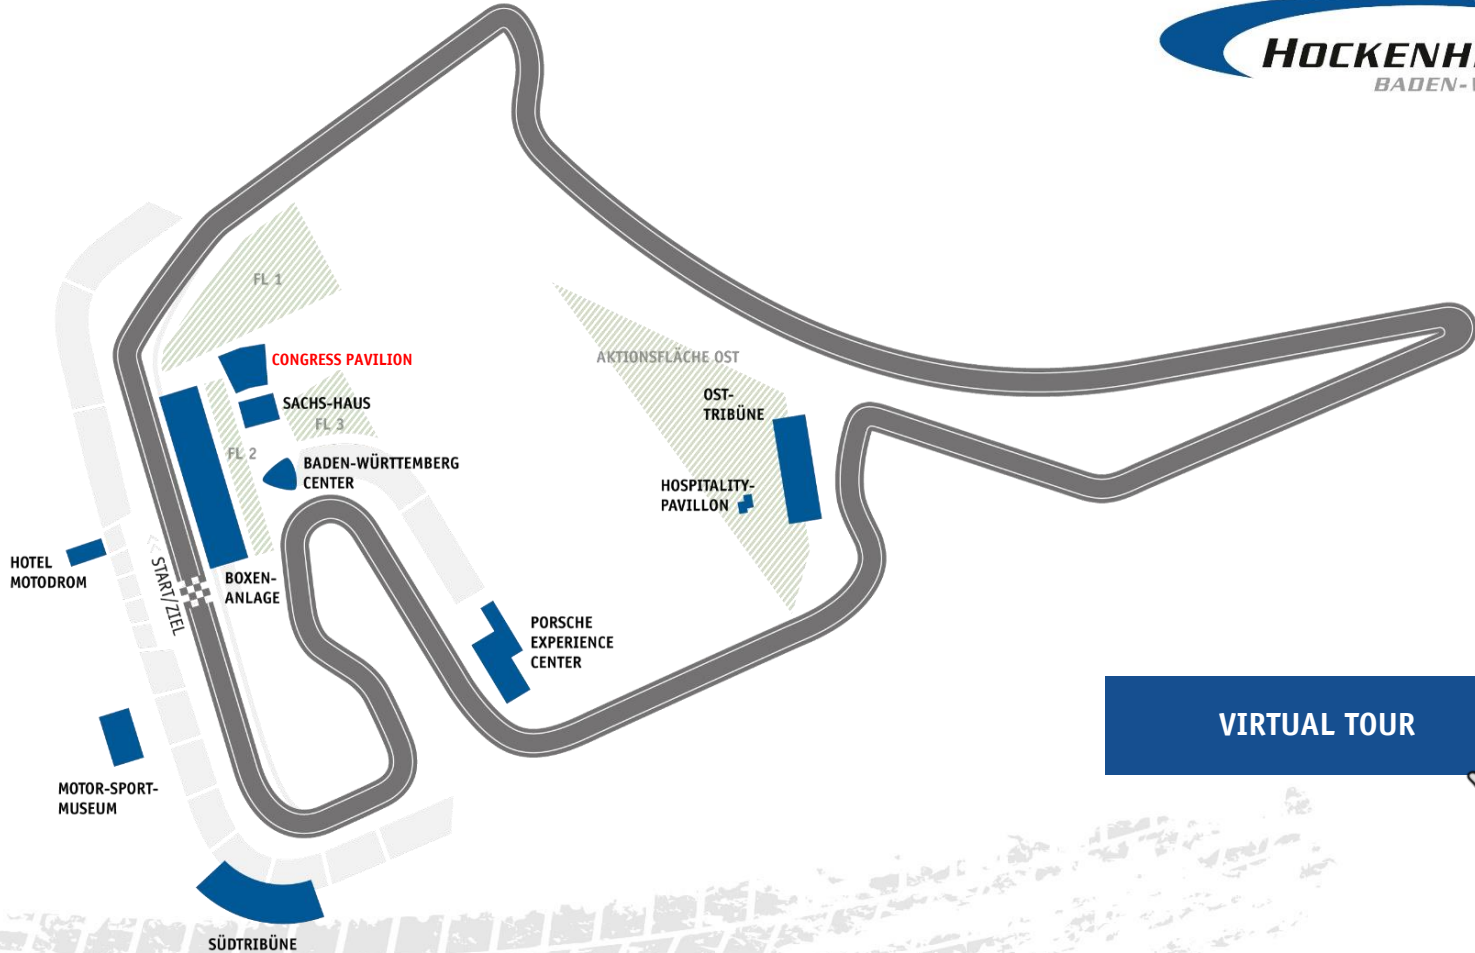 HOCKENH
BADEN-
FL 1
CONGRESS PAVILION
AKTIONSFLÄCHE OST
SACHS-HAUS
FL 3
OST-
TRIBÜNE
FL 2
BADEN-WÜRTTEMBERG
CENTER
HOSPITALITY-
PAVILLON
HOTEL
MOTODROM
<< START/ZIEL
BOXEN-
ANLAGE
PORSCHE
EXPERIENCE
CENTER
VIRTUAL TOUR
MOTOR-SPORT-
MUSEUM
SÜDTRIBÜNE